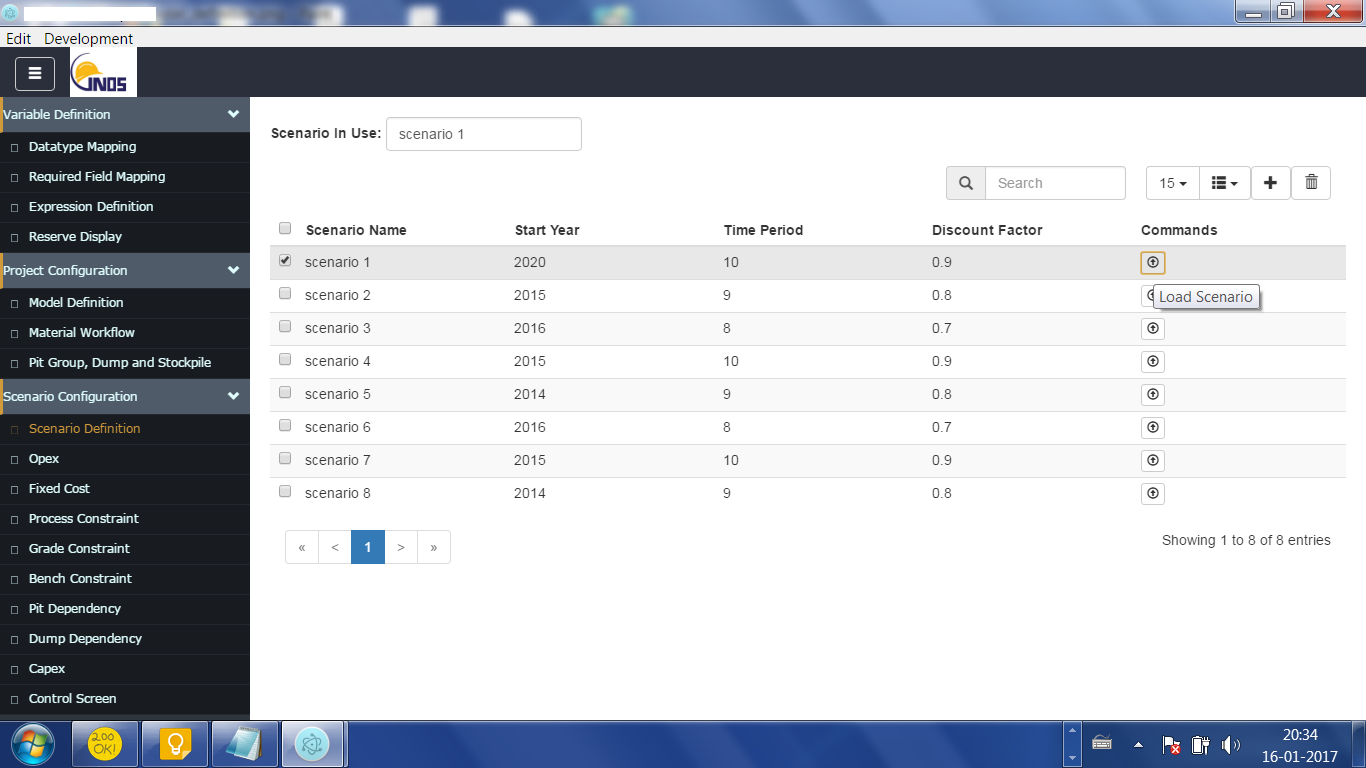 Edit Development
JNOS
Variable Definition
Datatype Mapping
Required Field Mapping
Expression Definition
Reserve Display
Project Configuration
Model Definition
Material Workflow
Pit Group, Dump and Stockpile
Scenario Configuration
Scenario Definition
Opex
Fixed Cost
Process Constraint
Grade Constraint
Bench Constraint
Pit Dependency
Dump Dependency
Capex
Control Screen
Scenario In Use: scenario 1
Search 15
Scenario Name Start Year Time Period Discount Factor Commands
scenario 1 2020 10 0.9
scenario 2 2015 9 0.8 Load Scenario
scenario 3 2016 8 0.7
scenario 4 2015 10 0.9
scenario 5 2014 9 0.8
scenario 6 2016 8 0.7
scenario 7 2015 10 0.9
scenario 8 2014 9 0.8
« < 1 > » Showing 1 to 8 of 8 entries
200
OK!
20:34
16-01-2017